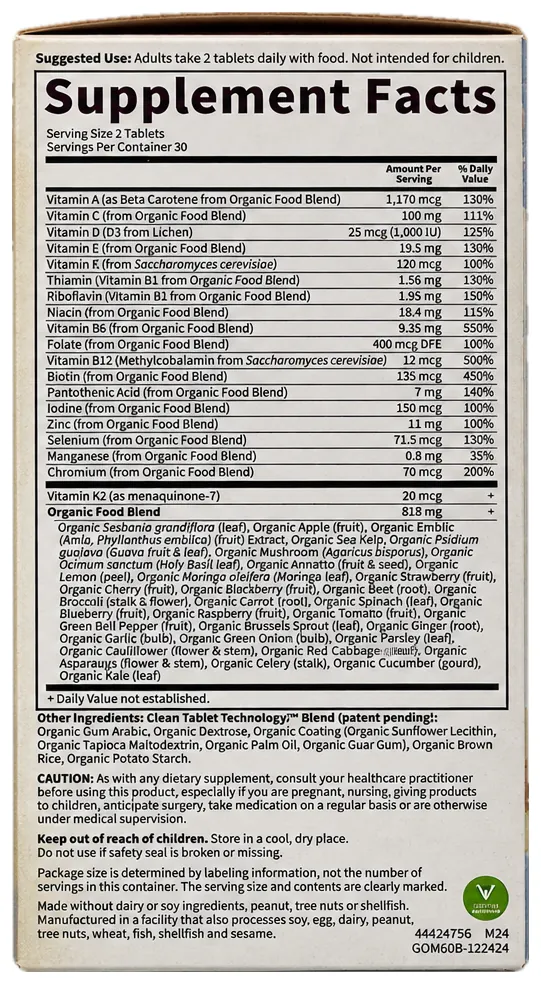 Suggested Use: Adults take 2 tablets daily with food. Not intended for children.
Supplement Facts
Serving Size 2 Tablets
Servings Per Container 30
Amount Per Serving % Daily Value
Vitamin A (as Beta Carotene from Organic Food Blend) 1,170 mcg 130%
Vitamin C (from Organic Food Blend) 100 mg 111%
Vitamin D (D3 from Lichen) 25 mcg (1,000 IU) 125%
Vitamin E (from Organic Food Blend) 19.5 mg 130%
Vitamin K (from Saccharomyces cerevisiae) 120 mcg 100%
Thiamin (Vitamin B1 from Organic Food Blend) 1.56 mg 130%
Riboflavin (Vitamin B1 from Organic Food Blend) 1.95 mg 150%
Niacin (from Organic Food Blend) 18.4 mg 115%
Vitamin B6 (from Organic Food Blend) 9.35 mg 550%
Folate (from Organic Food Blend) 400 mcg DFE 100%
Vitamin B12 (Methylcobalamin from Saccharomyces cerevisiae) 12 mcg 500%
Biotin (from Organic Food Blend) 135 mcg 450%
Pantothenic Acid (from Organic Food Blend) 7 mg 140%
Iodine (from Organic Food Blend) 150 mcg 100%
Zinc (from Organic Food Blend) 11 mg 100%
Selenium (from Organic Food Blend) 71.5 mcg 130%
Manganese (from Organic Food Blend) 0.8 mg 35%
Chromium (from Organic Food Blend) 70 mcg 200%
Vitamin K2 (as menaquinone-7) 20 mcg +
Organic Food Blend 818 mg +
Organic Sesbania grandiflora (leaf), Organic Apple (fruit), Organic Emblic
(Amla, Phyllanthus emblica) (fruit) Extract, Organic Sea Kelp, Organic Psidium
guajava (Guava fruit & leaf), Organic Mushroom (Agaricus bisporus), Organic
Ocimum sanctum (Holy Basil leaf), Organic Annatto (fruit & seed), Organic
Lemon (peel), Organic Moringa oleifera (Moringa leaf), Organic Strawberry (fruit),
Organic Cherry (fruit), Organic Blackberry (fruit), Organic Beet (root), Organic
Broccoli (stalk & flower), Organic Carrot (root), Organic Spinach (leaf), Organic
Blueberry (fruit), Organic Raspberry (fruit), Organic Tomatto (fruit), Organic
Green Bell Pepper (fruit), Organic Brussels Sprout (leaf), Organic Ginger (root),
Organic Garlic (bulb), Organic Green Onion (bulb), Organic Parsley (leaf),
Organic Cauliflower (flower & stem), Organic Red Cabbage Organic
Asparauys (flower & stem), Organic Celery (stalk), Organic Cucumber (gourd),
Organic Kale (leaf)
+ Daily Value not established.
Other Ingredients: Clean Tablet Technology™ Blend (patent pending):
Organic Gum Arabic, Organic Dextrose, Organic Coating (Organic Sunflower Lecithin,
Organic Tapioca Maltodextrin, Organic Palm Oil, Organic Guar Gum), Organic Brown
Rice, Organic Potato Starch.
CAUTION: As with any dietary supplement, consult your healthcare practitioner
before using this product, especially if you are pregnant, nursing, giving products
to children, anticipate surgery, take medication on a regular basis or are otherwise
under medical supervision.
Keep out of reach of children. Store in a cool, dry place.
Do not use if safety seal is broken or missing.
Package size is determined by labeling information, not the number of
servings in this container. The serving size and contents are clearly marked.
Made without dairy or soy ingredients, peanut, tree nuts or shellfish.
Manufactured in a facility that also processes soy, egg, dairy, peanut,
tree nuts, wheat, fish, shellfish and sesame.
44424756 M24
GOM60B-122424